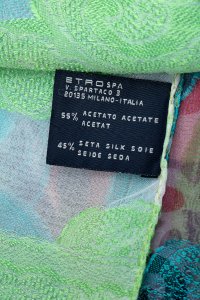 ETRO SPA
V. SPARTACO 3
20135 MILANO-ITALIA
55% ACETATO ACETATE
ACETAT
45% SETA SILK SOIE
SEIDE SEDA